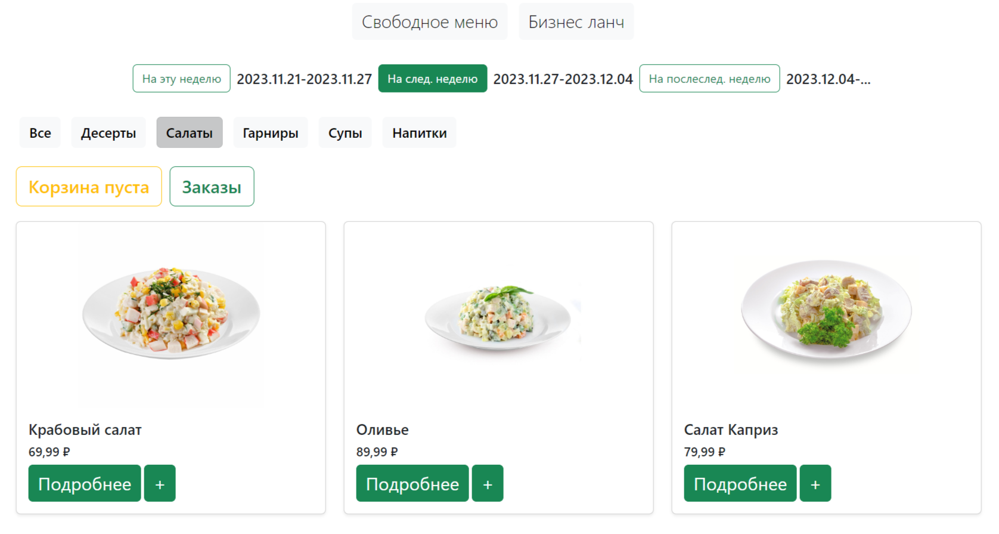 Свободное меню Бизнес ланч
На эту неделю 2023.11.21-2023.11.27 На след. неделю 2023.11.27-2023.12.04 На послеслед. неделю 2023.12.04-...
Все Десерты Салаты Гарниры Супы Напитки
Корзина пуста Заказы
Крабовый салат
69,99 ₽
Подробнее +
Оливье
89,99 ₽
Подробнее +
Салат Каприз
79,99 ₽
Подробнее +